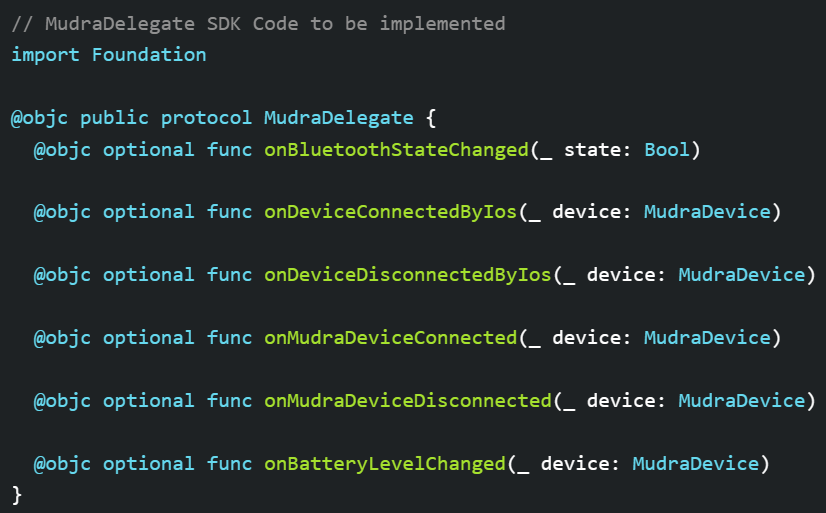 // MudraDelegate SDK Code to be implemented
import Foundation
@objc public protocol MudraDelegate {
@objc optional func onBluetoothStateChanged(_ state: Bool)
@objc optional func onDeviceConnectedByIos(_ device: MudraDevice)
@objc optional func onDeviceDisconnectedByIos(_ device: MudraDevice)
@objc optional func onMudraDeviceConnected(_ device: MudraDevice)
@objc optional func onMudraDeviceDisconnected(_ device: MudraDevice)
@objc optional func onBatteryLevelChanged(_ device: MudraDevice)
}